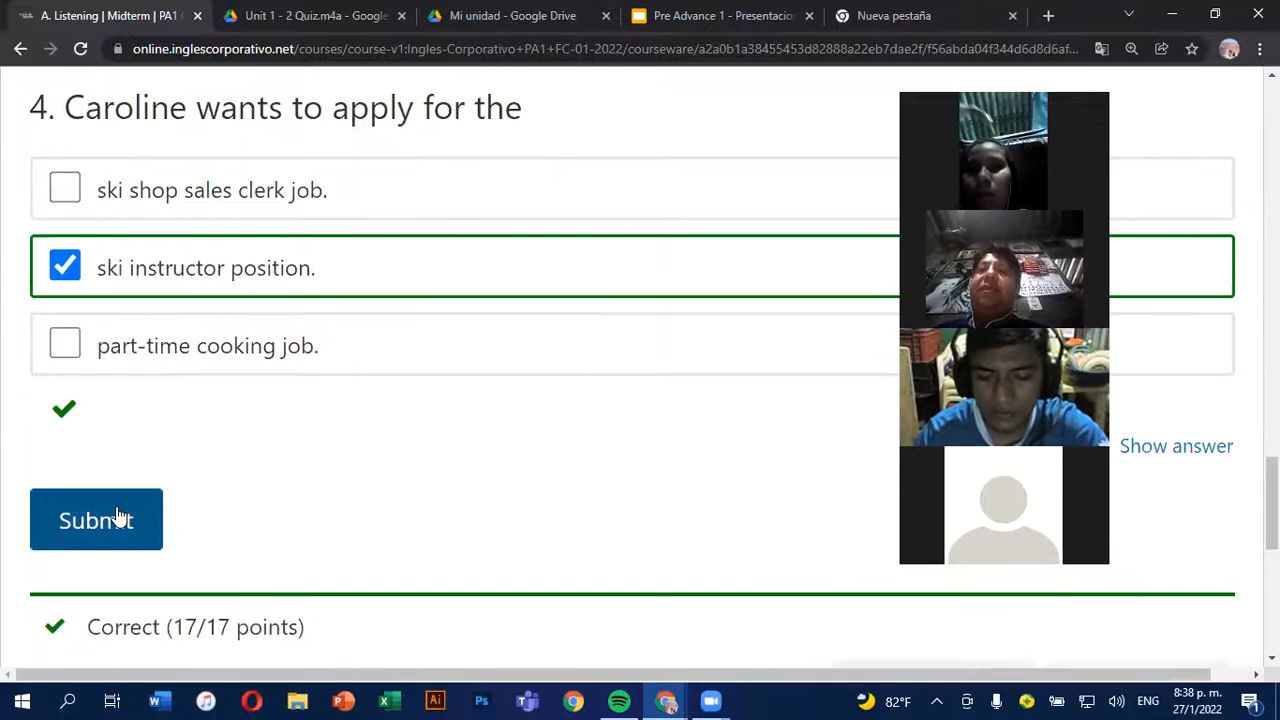 A. Listening | Midterm | PA1
Unit 1 - 2 Quiz.m4a - Google
Mi unidad - Google Drive
Pre Advance 1 - Presentacion
Nueva pestaña
online.inglescorporativo.net/courses/course-v1:Ingles-Corporativo+PA1+FC-01-2022/courseware/a2a0b1a38455453d82888a22eb7dae2f/f56abda04f344d6d8d6af...
4. Caroline wants to apply for the
ski shop sales clerk job.
ski instructor position.
part-time cooking job.
Show answer
Submit
Correct (17/17 points)
82°F
ENG
8:38 p. m.
27/1/2022